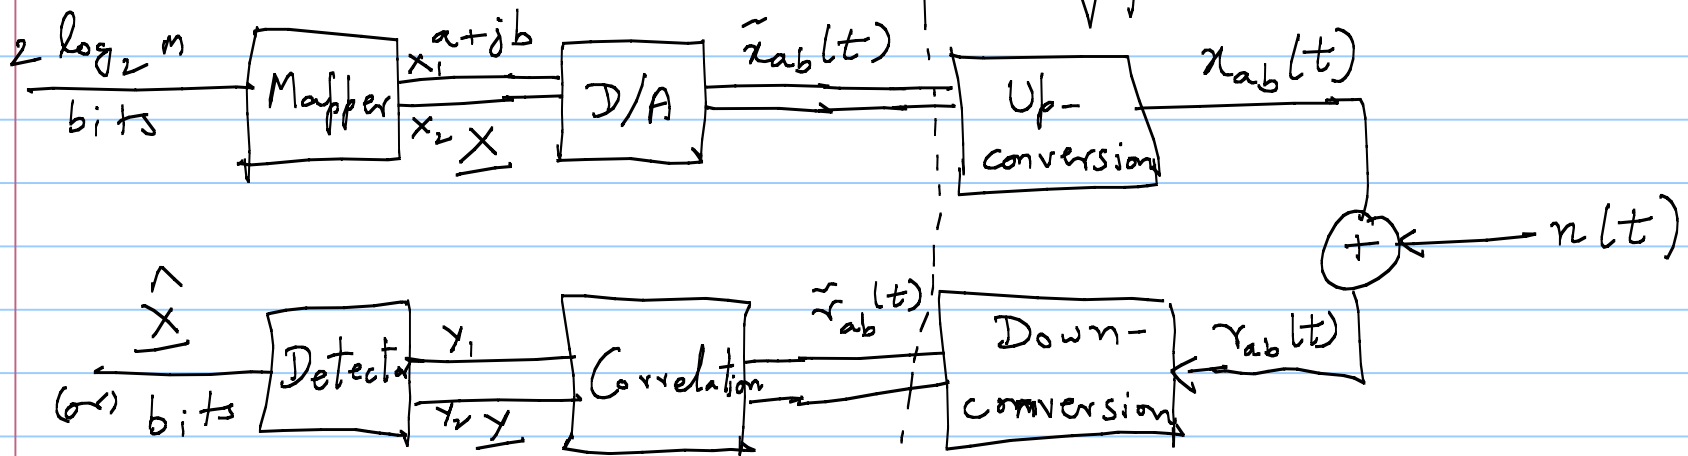 2 log₂ m
bits
Mapper
a+jb
x₁
x₂ X
D/A
x̃ab(t)
Up-
conversion
xab(t)
+
n(t)
rab(t)
Down-
conversion
r̃ab(t)
Correlation
y₁
y₂ y
Detector
X̂
(or) bits